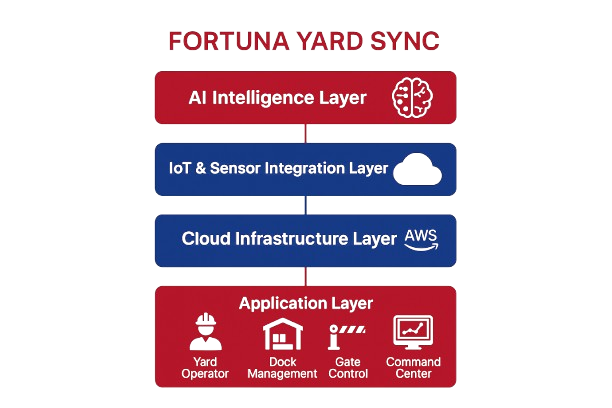 FORTUNA YARD SYNC
AI Intelligence Layer
IoT & Sensor Integration Layer
Cloud Infrastructure Layer
AWS
Application Layer
Yard
Operator
Dock
Management
Gate
Control
Command
Center